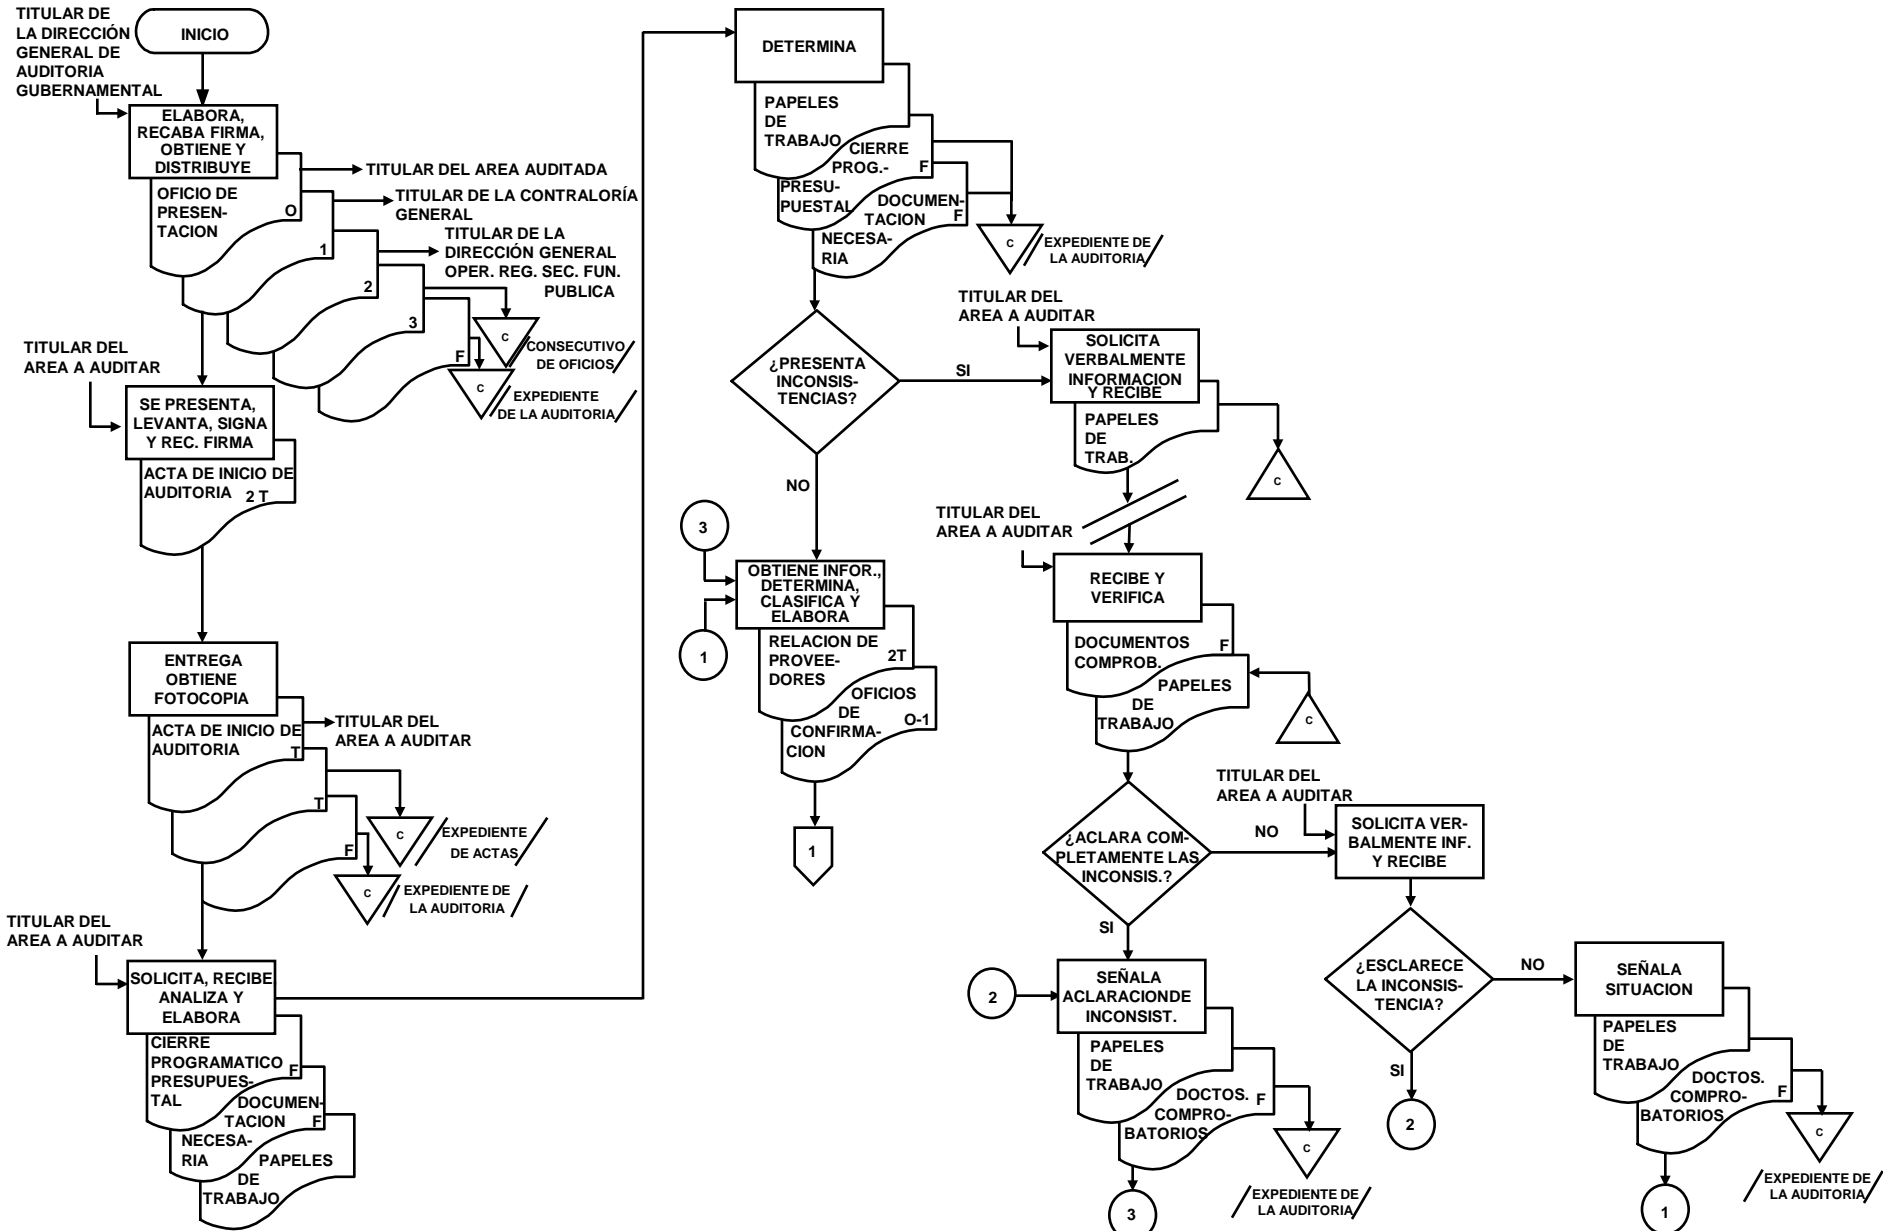 TITULAR DE
LA DIRECCIÓN
GENERAL DE
AUDITORIA
GUBERNAMENTAL
INICIO
ELABORA,
RECABA FIRMA,
OBTIENE Y
DISTRIBUYE
OFICIO DE
PRESEN-
TACION
O
TITULAR DEL AREA AUDITADA
1
TITULAR DE LA CONTRALORÍA
GENERAL
2
TITULAR DE LA
DIRECCIÓN GENERAL
OPER. REG. SEC. FUN.
PUBLICA
3
F
C
CONSECUTIVO
DE OFICIOS
C
EXPEDIENTE
DE LA AUDITORIA
TITULAR DEL
AREA A AUDITAR
SE PRESENTA,
LEVANTA, SIGNA
Y REC. FIRMA
ACTA DE INICIO DE
AUDITORIA 2 T
ENTREGA
OBTIENE
FOTOCOPIA
ACTA DE INICIO DE
AUDITORIA
T
TITULAR DEL
AREA A AUDITAR
T
F
C
EXPEDIENTE
DE ACTAS
C
EXPEDIENTE DE
LA AUDITORIA
TITULAR DEL
AREA A AUDITAR
SOLICITA, RECIBE
ANALIZA Y
ELABORA
CIERRE
PROGRAMATICO
PRESUPUES-
TAL
F
DOCUMEN-
TACION F
NECESA-
RIA
PAPELES
DE
TRABAJO
DETERMINA
PAPELES
DE
TRABAJO
CIERRE
PROG.- F
PRESU-
PUESTAL
DOCUMEN-
TACION F
NECESA-
RIA
C
EXPEDIENTE DE
LA AUDITORIA
¿PRESENTA
INCONSIS-
TENCIAS?
SI
NO
TITULAR DEL
AREA A AUDITAR
SOLICITA
VERBALMENTE
INFORMACION
Y RECIBE
PAPELES
DE
TRAB.
C
3
1
OBTIENE INFOR.,
DETERMINA,
CLASIFICA Y
ELABORA
RELACION DE
PROVEE-
DORES
2T
OFICIOS
DE
O-1
CONFIRMA-
CION
1
TITULAR DEL
AREA A AUDITAR
RECIBE Y
VERIFICA
DOCUMENTOS
COMPROB.
F
PAPELES
DE
TRABAJO
C
¿ACLARA COM-
PLETAMENTE LAS
INCONSIS.?
NO
SI
TITULAR DEL
AREA A AUDITAR
SOLICITA VER-
BALMENTE INF.
Y RECIBE
¿ESCLARECE
LA INCONSIS-
TENCIA?
NO
SI
2
2
SEÑALA
ACLARACIONDE
INCONSIST.
PAPELES
DE
TRABAJO
DOCTOS. F
COMPRO-
BATORIOS
C
EXPEDIENTE DE
LA AUDITORIA
3
SEÑALA
SITUACION
PAPELES
DE
TRABAJO
DOCTOS.
F
COMPRO-
BATORIOS
C
EXPEDIENTE DE
LA AUDITORIA
1